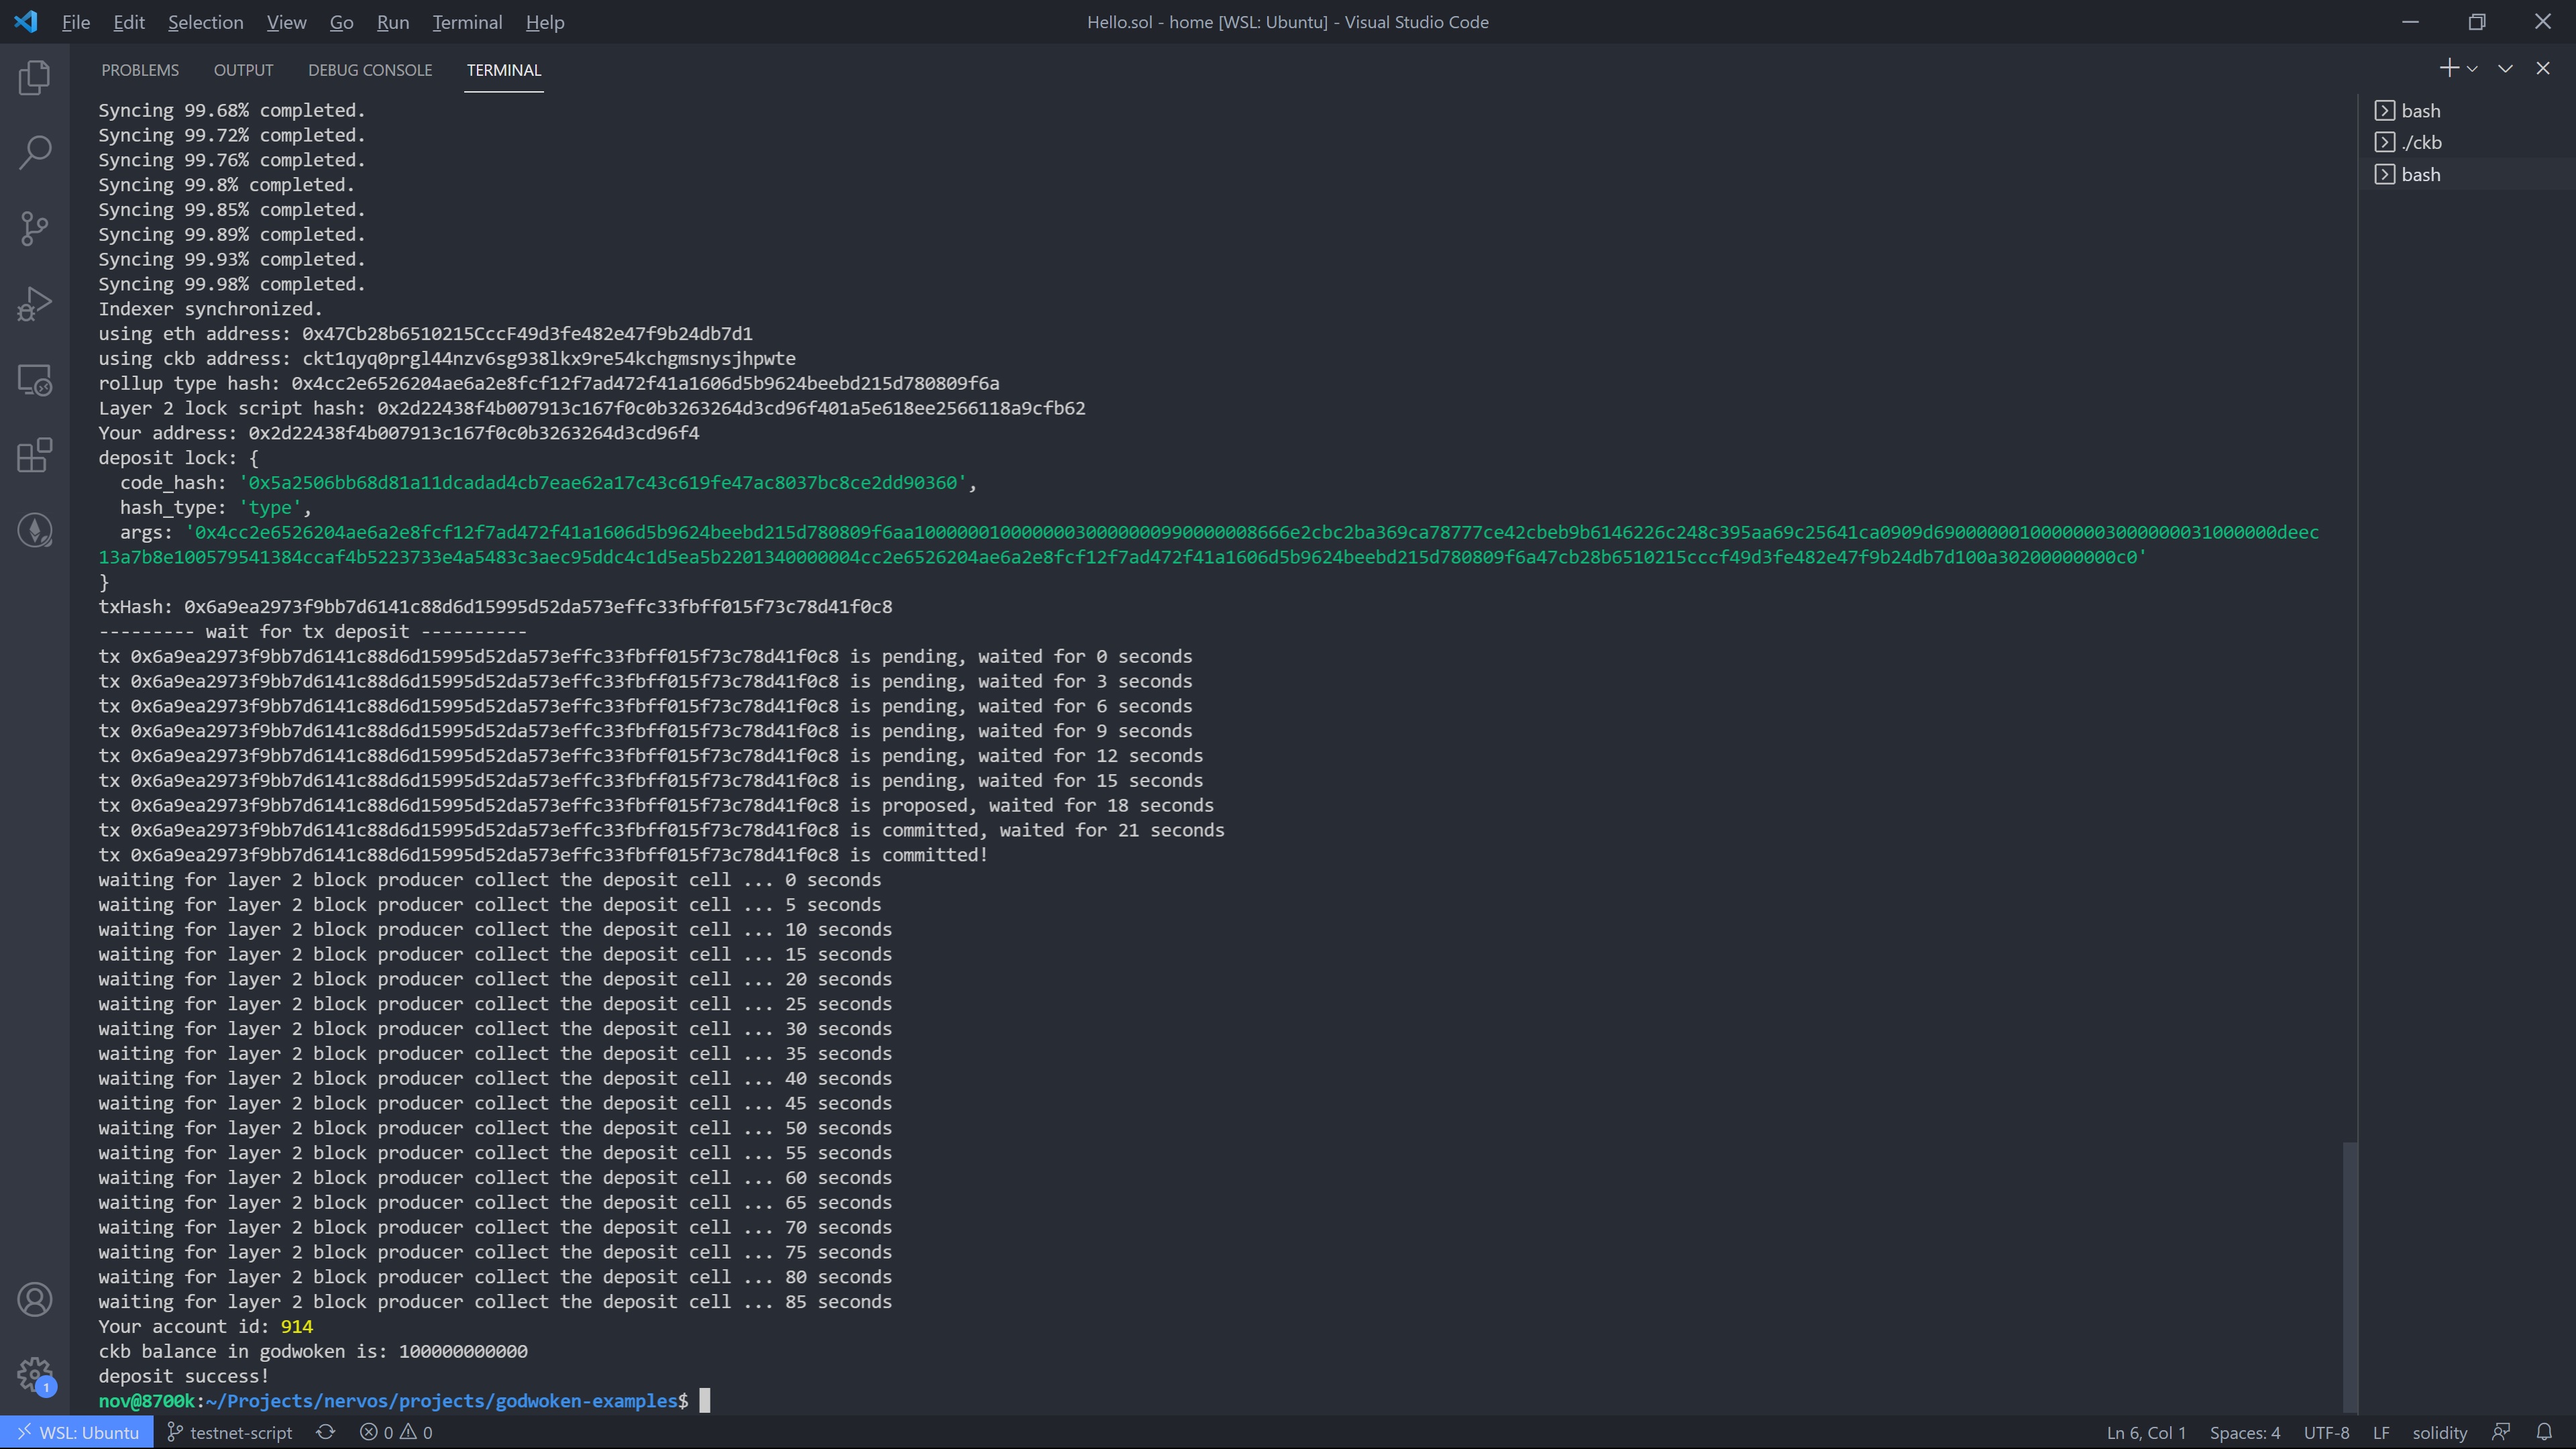 File Edit Selection View Go Run Terminal Help
Hello.sol - home [WSL: Ubuntu] - Visual Studio Code
PROBLEMS OUTPUT DEBUG CONSOLE TERMINAL
Syncing 99.68% completed.
Syncing 99.72% completed.
Syncing 99.76% completed.
Syncing 99.8% completed.
Syncing 99.85% completed.
Syncing 99.89% completed.
Syncing 99.93% completed.
Syncing 99.98% completed.
Indexer synchronized.
using eth address: 0x47Cb28b6510215CccF49d3fe482e47f9b24db7d1
using ckb address: ckt1qyq0prgl44nzv6sg938lkx9re54kchgmsnysjhpwte
rollup type hash: 0x4cc2e6526204ae6a2e8fcf12f7ad472f41a1606d5b9624beebd215d780809f6a
Layer 2 lock script hash: 0x2d22438f4b007913c167f0c0b3263264d3cd96f401a5e618ee2566118a9cfb62
Your address: 0x2d22438f4b007913c167f0c0b3263264d3cd96f4
deposit lock: {
code_hash: '0x5a2506bb68d81a11dcadad4cb7eae62a17c43c619fe47ac8037bc8ce2dd90360',
hash_type: 'type',
args: '0x4cc2e6526204ae6a2e8fcf12f7ad472f41a1606d5b9624beebd215d780809f6aa10000001000000030000000990000008666e2cbc2ba369ca78777ce42cbeb9b6146226c248c395aa69c25641ca0909d690000001000000030000000310000000deec
13a7b8e100579541384ccaf4b5223733e4a5483c3aec95ddc4c1d5ea5b2201340000004cc2e6526204ae6a2e8fcf12f7ad472f41a1606d5b9624beebd215d780809f6a47cb28b6510215cccf49d3fe482e47f9b24db7d100a30200000000c0'
}
txHash: 0x6a9ea2973f9bb7d6141c88d6d15995d52da573effc33fbff015f73c78d41f0c8
--------- wait for tx deposit ----------
tx 0x6a9ea2973f9bb7d6141c88d6d15995d52da573effc33fbff015f73c78d41f0c8 is pending, waited for 0 seconds
tx 0x6a9ea2973f9bb7d6141c88d6d15995d52da573effc33fbff015f73c78d41f0c8 is pending, waited for 3 seconds
tx 0x6a9ea2973f9bb7d6141c88d6d15995d52da573effc33fbff015f73c78d41f0c8 is pending, waited for 6 seconds
tx 0x6a9ea2973f9bb7d6141c88d6d15995d52da573effc33fbff015f73c78d41f0c8 is pending, waited for 9 seconds
tx 0x6a9ea2973f9bb7d6141c88d6d15995d52da573effc33fbff015f73c78d41f0c8 is pending, waited for 12 seconds
tx 0x6a9ea2973f9bb7d6141c88d6d15995d52da573effc33fbff015f73c78d41f0c8 is pending, waited for 15 seconds
tx 0x6a9ea2973f9bb7d6141c88d6d15995d52da573effc33fbff015f73c78d41f0c8 is proposed, waited for 18 seconds
tx 0x6a9ea2973f9bb7d6141c88d6d15995d52da573effc33fbff015f73c78d41f0c8 is committed, waited for 21 seconds
tx 0x6a9ea2973f9bb7d6141c88d6d15995d52da573effc33fbff015f73c78d41f0c8 is committed!
waiting for layer 2 block producer collect the deposit cell ... 0 seconds
waiting for layer 2 block producer collect the deposit cell ... 5 seconds
waiting for layer 2 block producer collect the deposit cell ... 10 seconds
waiting for layer 2 block producer collect the deposit cell ... 15 seconds
waiting for layer 2 block producer collect the deposit cell ... 20 seconds
waiting for layer 2 block producer collect the deposit cell ... 25 seconds
waiting for layer 2 block producer collect the deposit cell ... 30 seconds
waiting for layer 2 block producer collect the deposit cell ... 35 seconds
waiting for layer 2 block producer collect the deposit cell ... 40 seconds
waiting for layer 2 block producer collect the deposit cell ... 45 seconds
waiting for layer 2 block producer collect the deposit cell ... 50 seconds
waiting for layer 2 block producer collect the deposit cell ... 55 seconds
waiting for layer 2 block producer collect the deposit cell ... 60 seconds
waiting for layer 2 block producer collect the deposit cell ... 65 seconds
waiting for layer 2 block producer collect the deposit cell ... 70 seconds
waiting for layer 2 block producer collect the deposit cell ... 75 seconds
waiting for layer 2 block producer collect the deposit cell ... 80 seconds
waiting for layer 2 block producer collect the deposit cell ... 85 seconds
Your account id: 914
ckb balance in godwoken is: 100000000000
deposit success!
nov@8700k:~/Projects/nervos/projects/godwoken-examples$
bash
./ckb
bash
1
WSL: Ubuntu testnet-script 0 0
Ln 6, Col 1 Spaces: 4 UTF-8 LF solidity